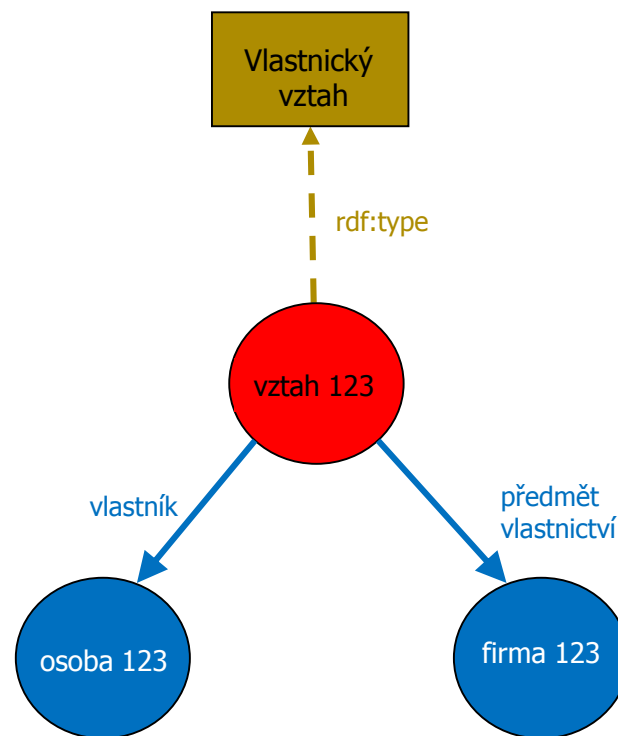 Vlastnický
vztah
rdf:type
vztah 123
vlastník
předmět
vlastnictví
osoba 123
firma 123